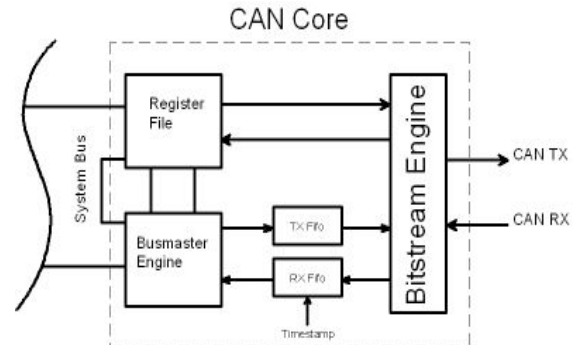 CAN Core
Register
File
Bitstream Engine
CAN TX
System Bus
CAN RX
TX Fifo
Busmaster
Engine
RX Fifo
Timestamp